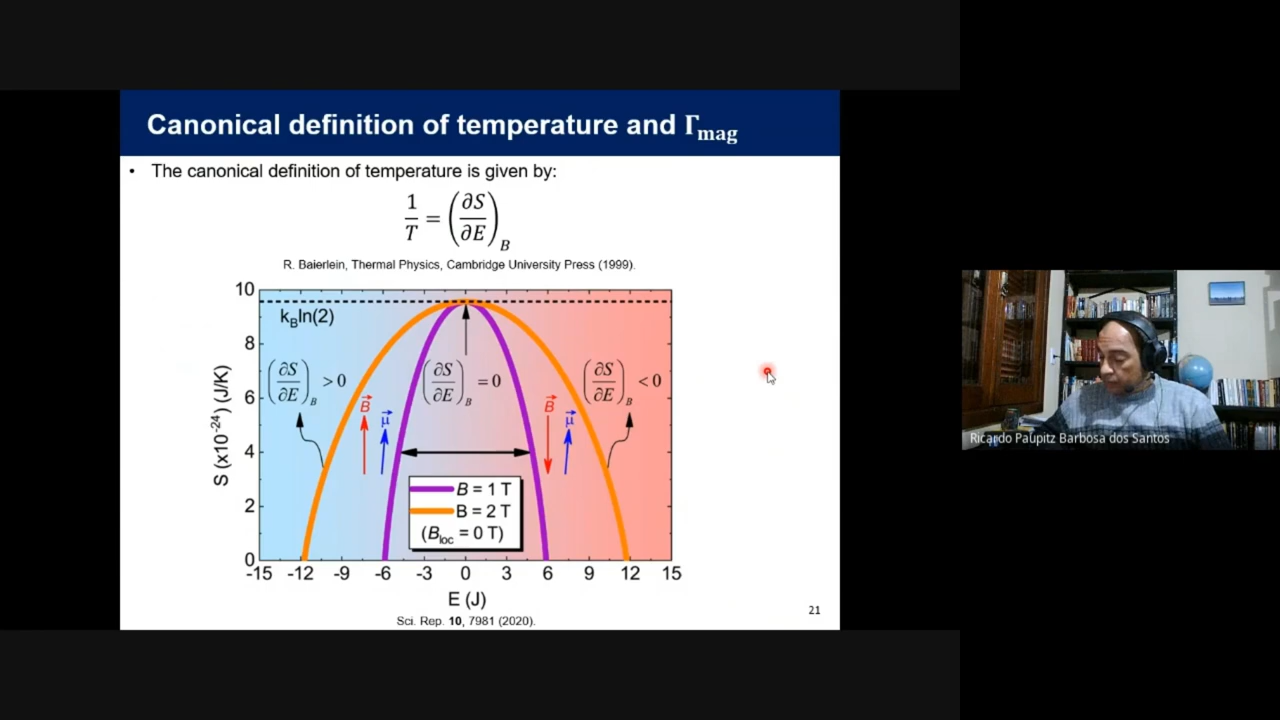 Canonical definition of temperature and Γmag
• The canonical definition of temperature is given by:
1/T = (∂S/∂E)B
R. Baierlein, Thermal Physics, Cambridge University Press (1999).
10
8
6
4
2
0
S (x10⁻²⁴) (J/K)
kBln(2)
(∂S/∂E)B > 0
(∂S/∂E)B = 0
(∂S/∂E)B < 0
B⃗
μ⃗
B⃗
μ⃗
B = 1 T
B = 2 T
(Bloc = 0 T)
-15 -12 -9 -6 -3 0 3 6 9 12 15
E (J)
Sci. Rep. 10, 7981 (2020).
21
Ricardo Paupitz Barbosa dos Santos